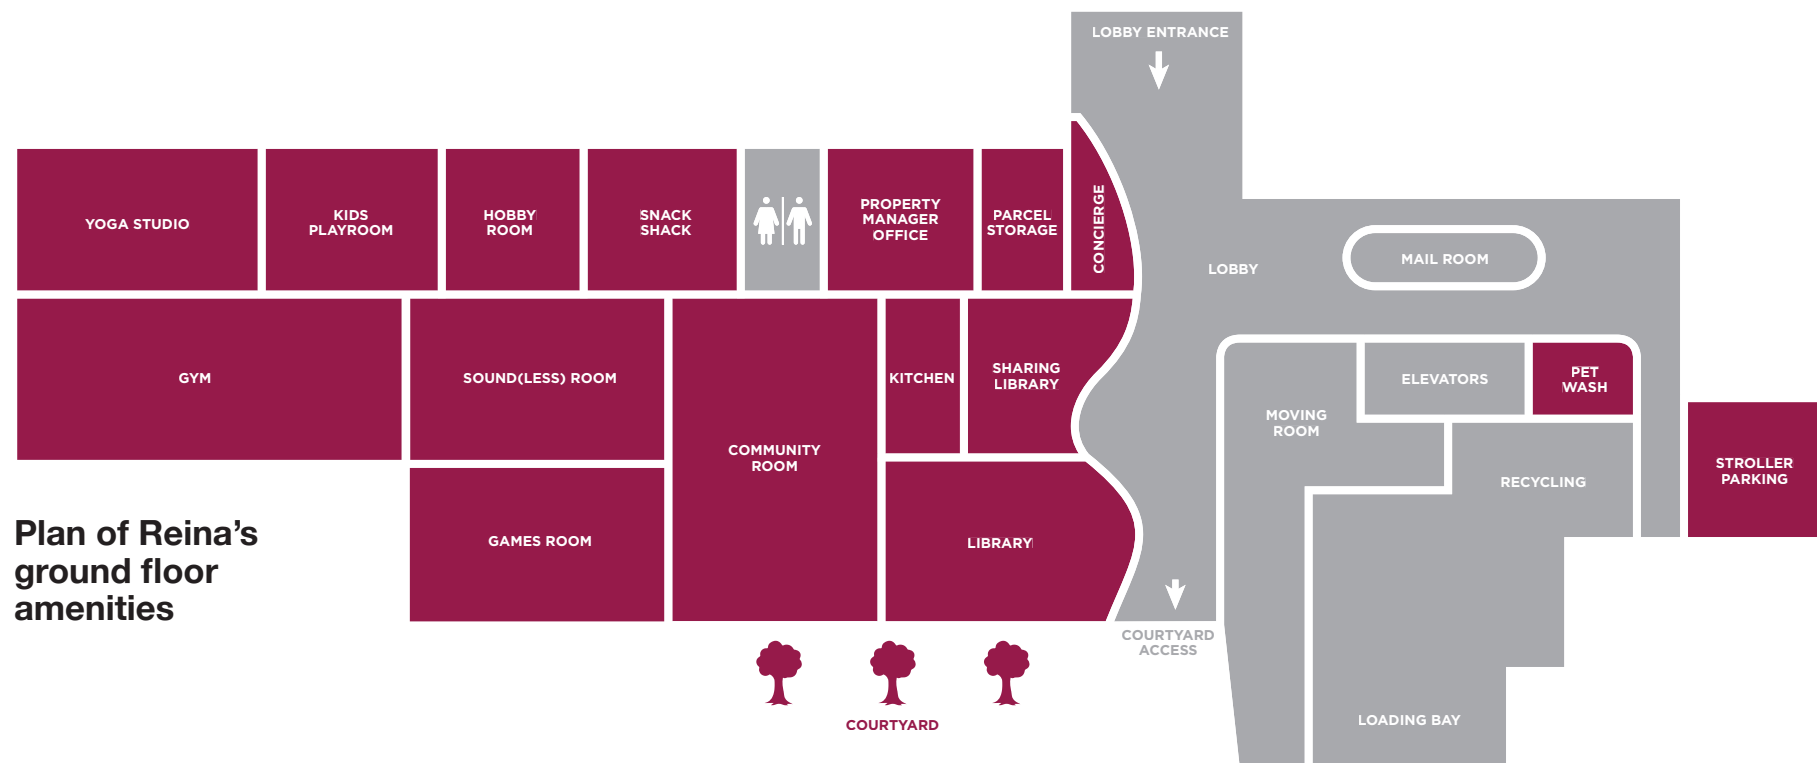 LOBBY ENTRANCE
YOGA STUDIO
KIDS
PLAYROOM
HOBBY
ROOM
SNACK
SHACK
PROPERTY
MANAGER
OFFICE
PARCEL
STORAGE
CONCIERGE
LOBBY
MAIL ROOM
GYM
SOUND(LESS) ROOM
COMMUNITY
ROOM
KITCHEN
SHARING
LIBRARY
ELEVATORS
PET
WASH
MOVING
ROOM
RECYCLING
STROLLER
PARKING
GAMES ROOM
LIBRARY
Plan of Reina’s
ground floor
amenities
COURTYARD
ACCESS
COURTYARD
LOADING BAY